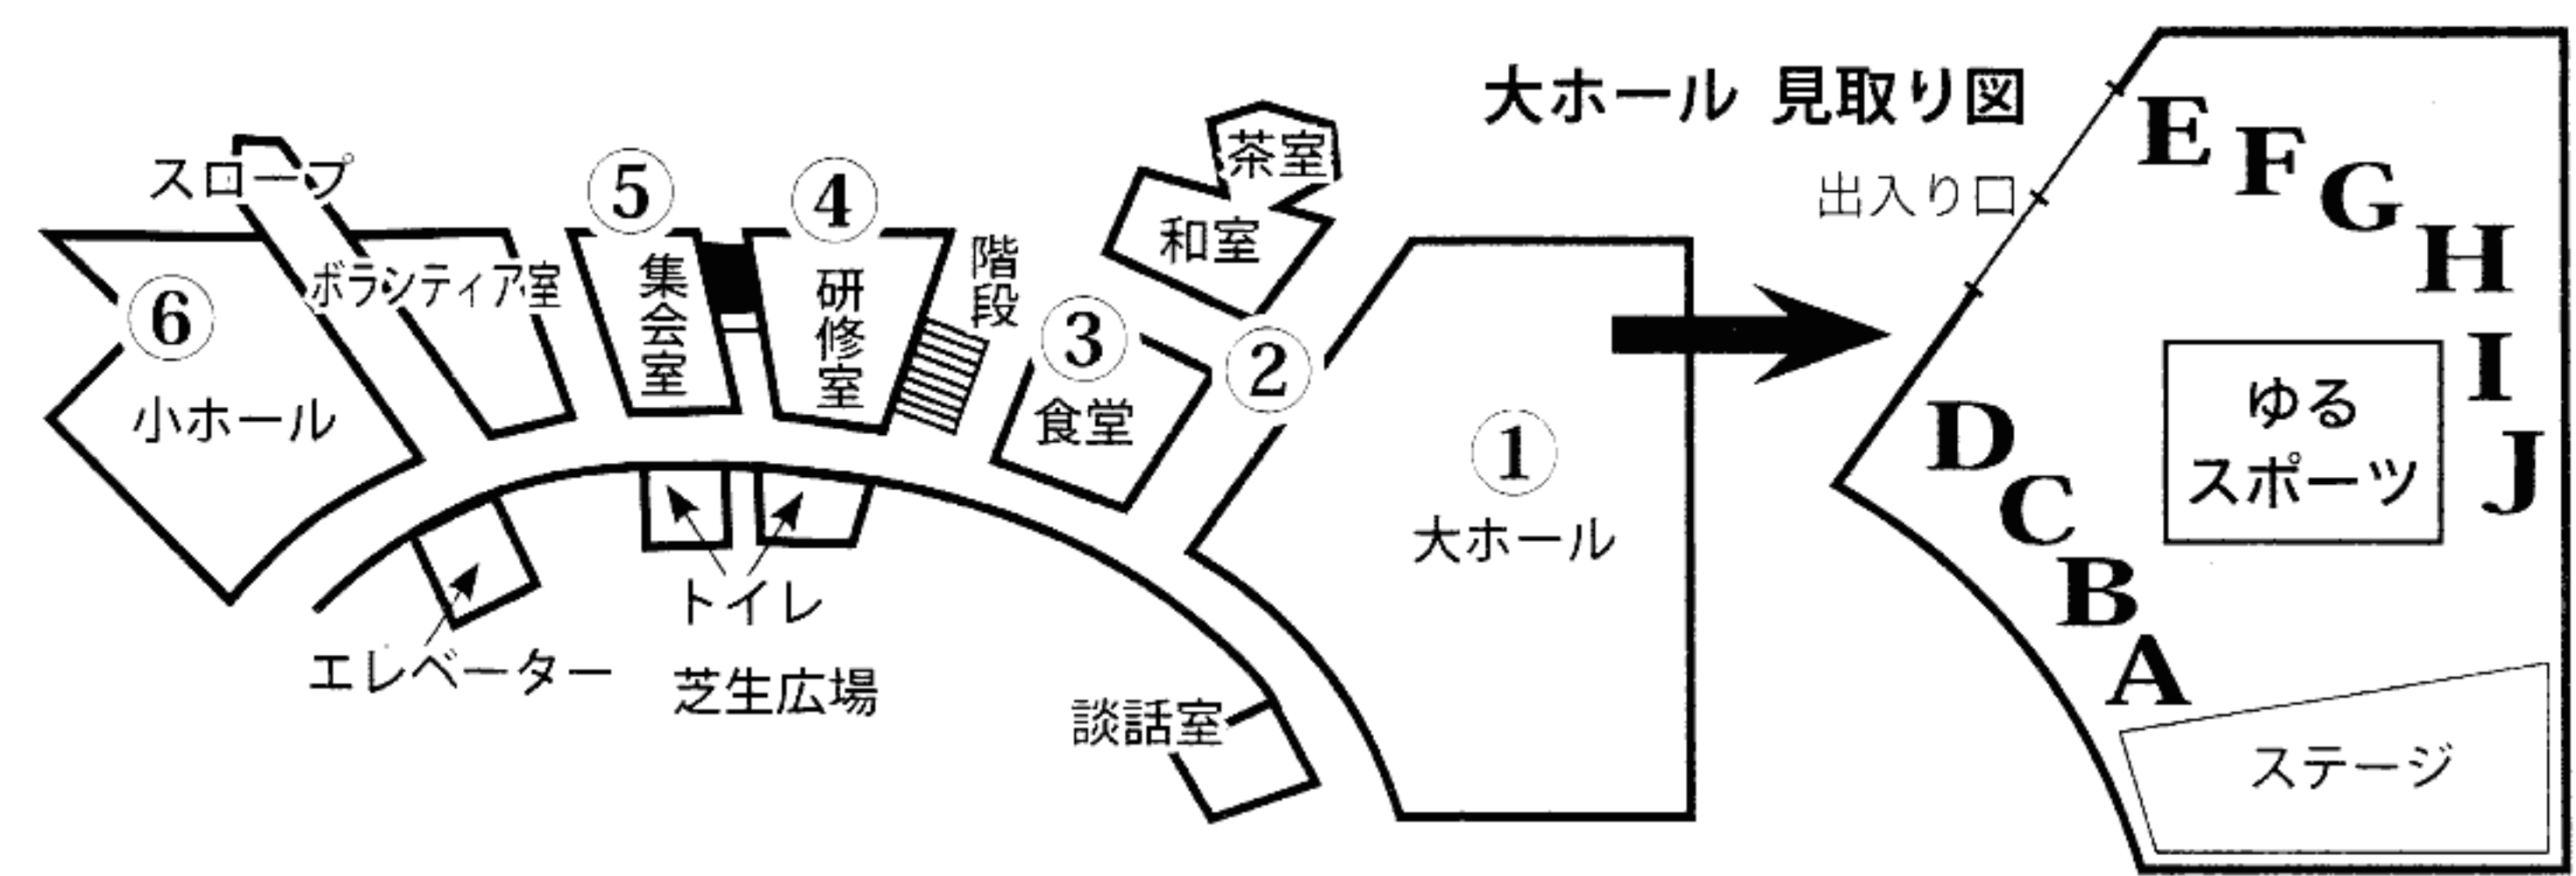 スロープ
⑥
小ホール
ボランティア室
⑤
集会室
④
研修室
階段
③
食堂
茶室
和室
②
①
大ホール
エレベーター
トイレ
芝生広場
談話室
大ホール 見取り図
出入り口
E
F
G
H
I
J
D
C
B
A
ゆる
スポーツ
ステージ